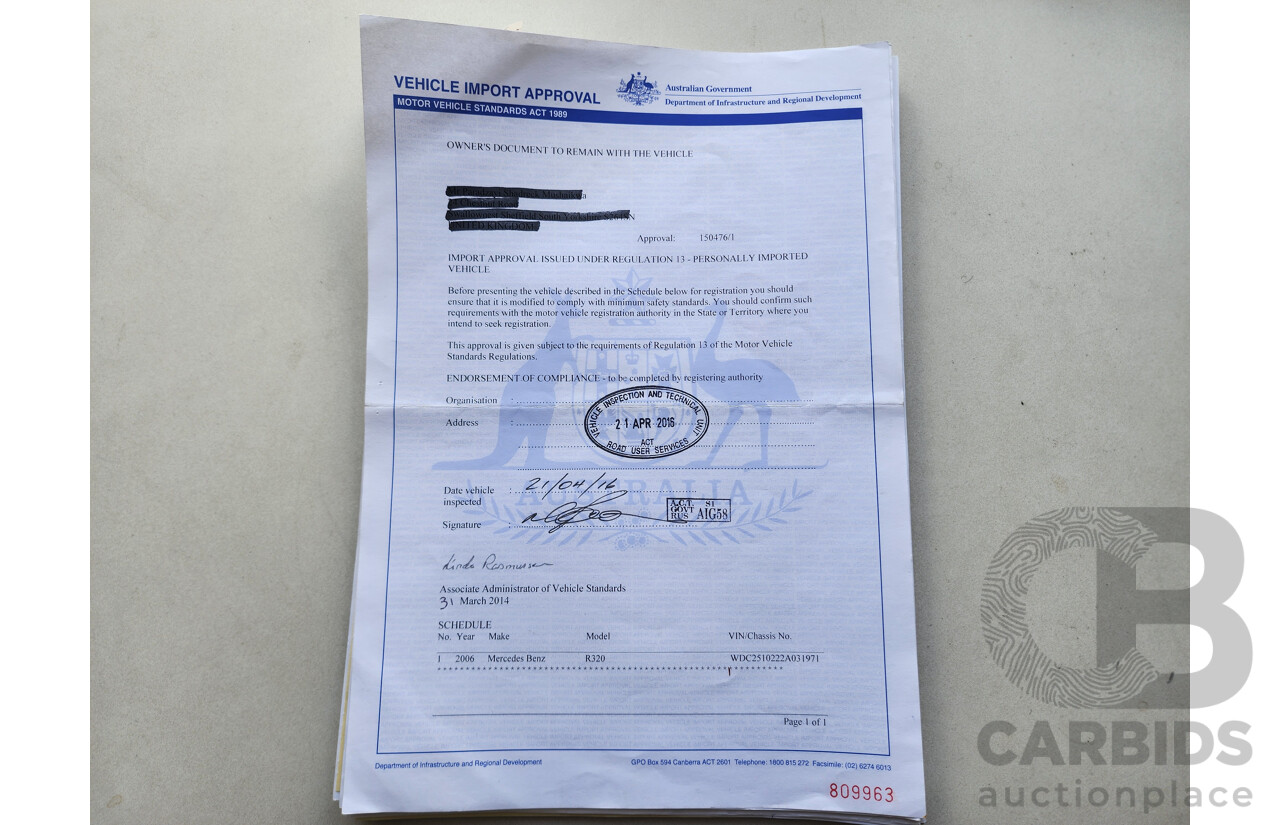 VEHICLE IMPORT APPROVAL
Australian Government
Department of Infrastructure and Regional Development
MOTOR VEHICLE STANDARDS ACT 1989
OWNER'S DOCUMENT TO REMAIN WITH THE VEHICLE
Approval: 150476/1
IMPORT APPROVAL ISSUED UNDER REGULATION 13 - PERSONALLY IMPORTED
VEHICLE
Before presenting the vehicle described in the Schedule below for registration you should
ensure that it is modified to comply with minimum safety standards. You should confirm such
requirements with the motor vehicle registration authority in the State or Territory where you
intend to seek registration.
This approval is given subject to the requirements of Regulation 13 of the Motor Vehicle
Standards Regulations.
ENDORSEMENT OF COMPLIANCE - to be completed by registering authority
Organisation :
Address :
VEHICLE INSPECTION AND TECHNICAL UNIT
21 APR 2016
ACT
ROAD USER SERVICES
AUSTRALIA
Date vehicle : 21/04/16
inspected
Signature :
A.C.T. S1
GOVT AIG58
RUS
Linda Rasmussen
Associate Administrator of Vehicle Standards
31 March 2014
SCHEDULE
No. Year Make Model VIN/Chassis No.
1 2006 Mercedes Benz R320 WDC2510222A031971
Page 1 of 1
Department of Infrastructure and Regional Development
GPO Box 594 Canberra ACT 2601 Telephone: 1800 815 272 Facsimile: (02) 6274 6013
809963
CB
CARBIDS
auctionplace